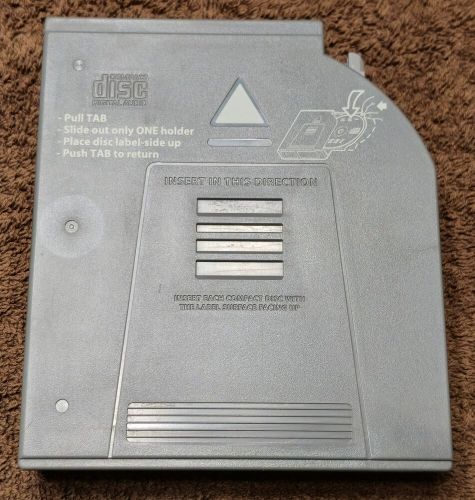 COMPACT
disc
DIGITAL AUDIO
- Pull TAB
- Slide out only ONE holder
- Place disc label-side up
- Push TAB to return
INSERT IN THIS DIRECTION
INSERT EACH COMPACT DISC WITH
THE LABEL SURFACE FACING UP